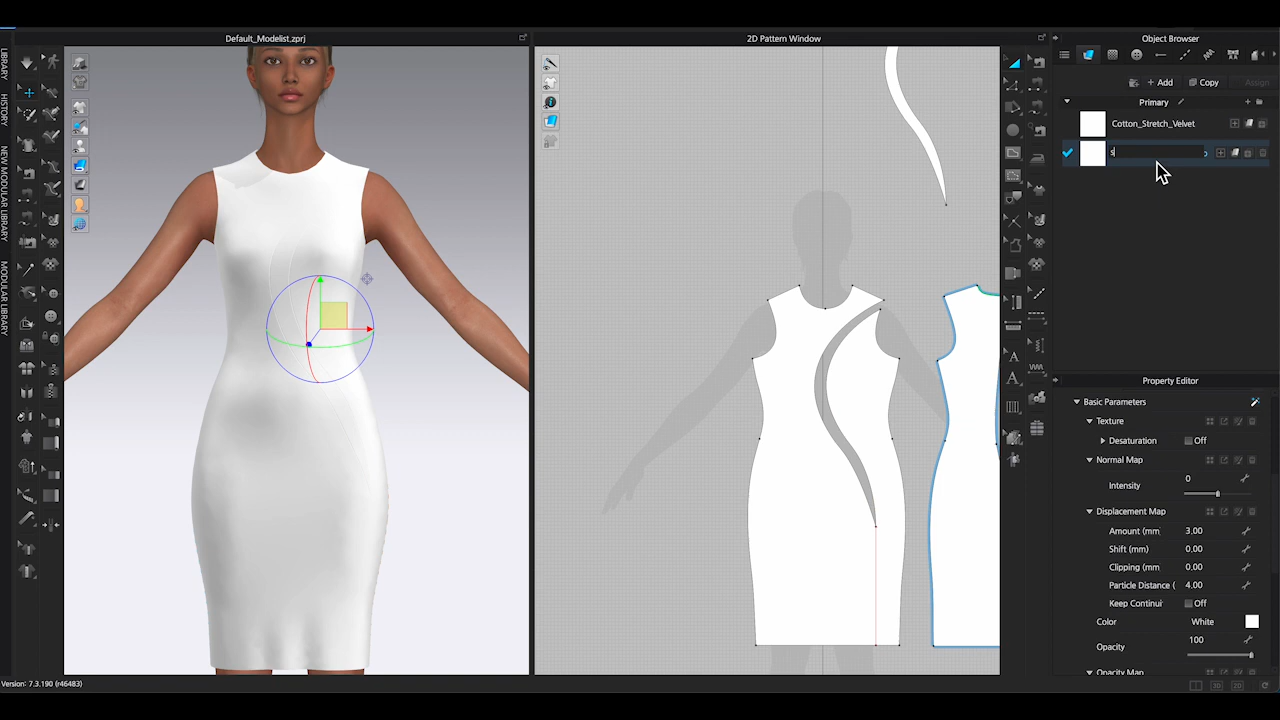 Default_Modelist.zprj
2D Pattern Window
Object Browser
LIBRARY
HISTORY
NEW MODULAR LIBRARY
MODULAR LIBRARY
+ Add
Copy
Assign
Primary
Cotton_Stretch_Velvet
s
Property Editor
Basic Parameters
Texture
Desaturation
Off
Normal Map
Intensity
0
Displacement Map
Amount (mm
3.00
Shift (mm)
0.00
Clipping (mm
0.00
Particle Distance (
4.00
Keep Continui
Off
Color
White
Opacity
100
Opacity Map
Version: 7.3.190 (r46483)
3D
2D